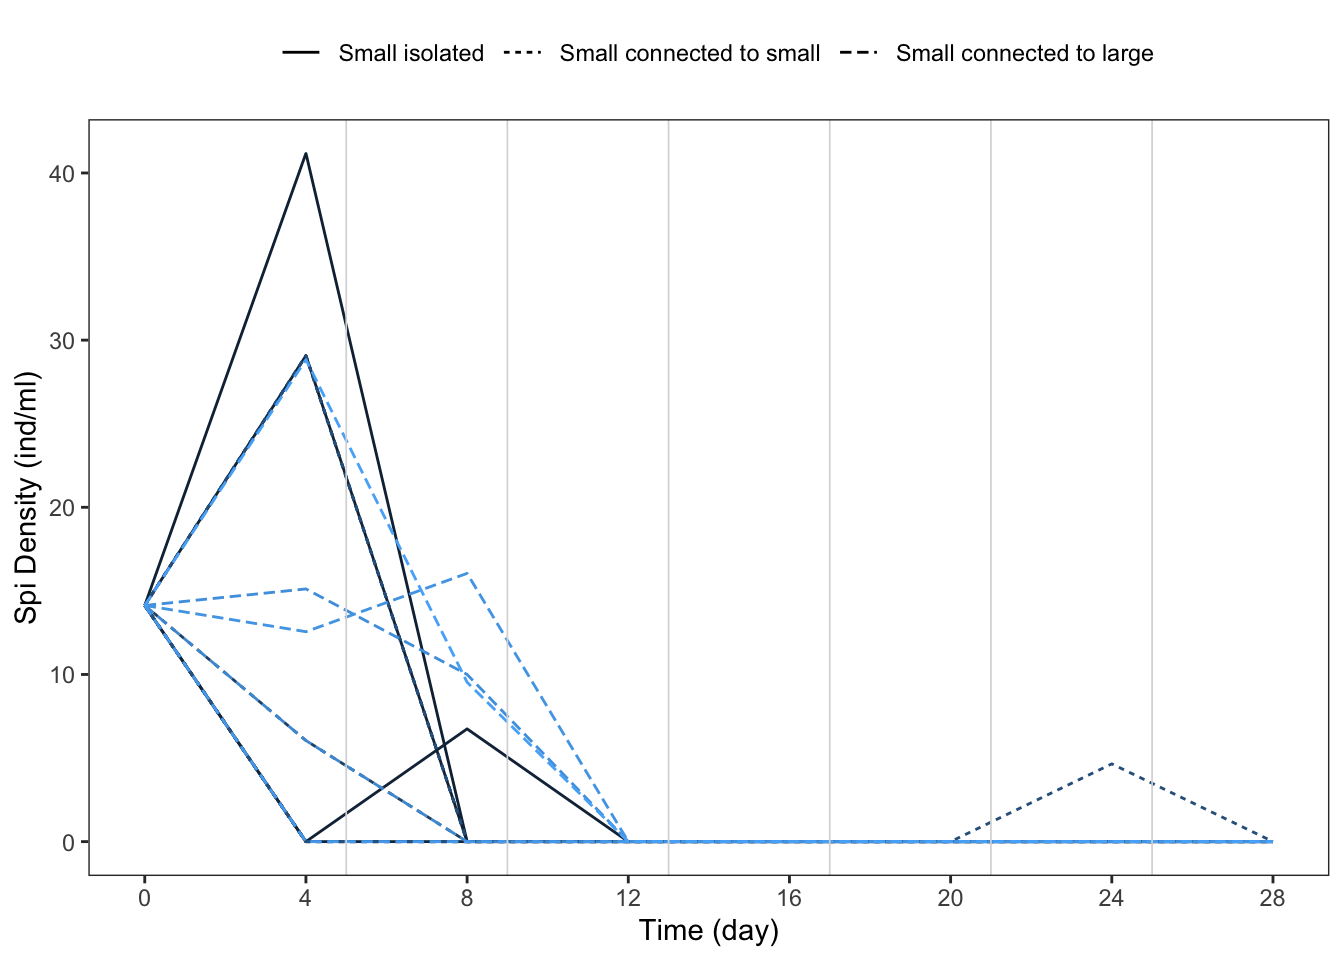 Small isolated Small connected to small Small connected to large
40
30
20
10
0
Spi Density (ind/ml)
0 4 8 12 16 20 24 28
Time (day)